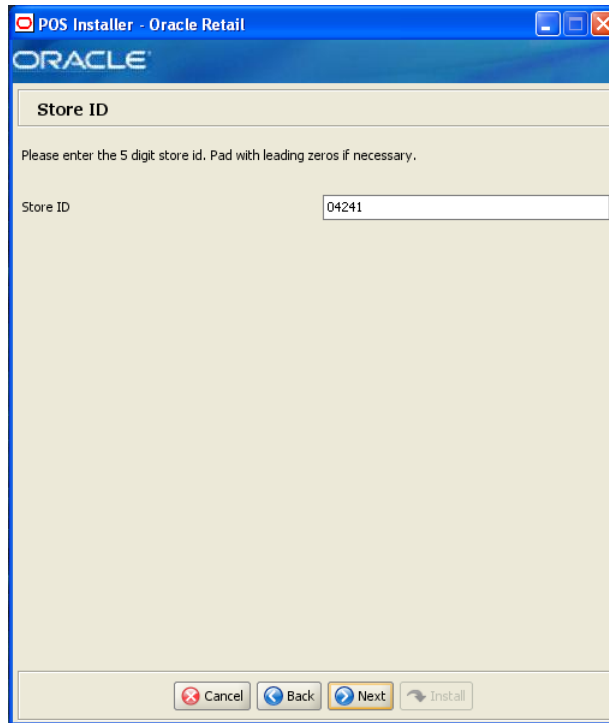 POS Installer - Oracle Retail
ORACLE
Store ID
Please enter the 5 digit store id. Pad with leading zeros if necessary.
Store ID 04241
Cancel Back Next Install